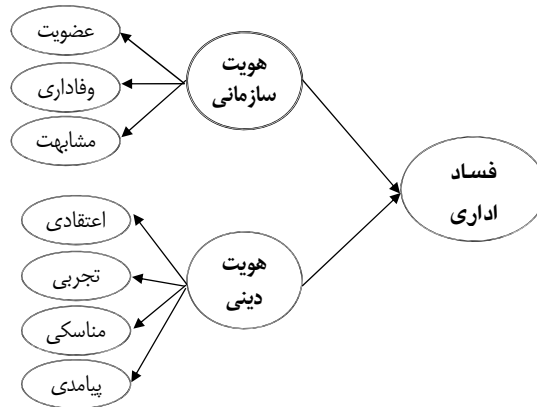 عضویت
وفاداری
مشابهت
هویت
سازمانی
فساد
اداری
اعتقادی
تجربی
مناسکی
پیامدی
هویت
دینی